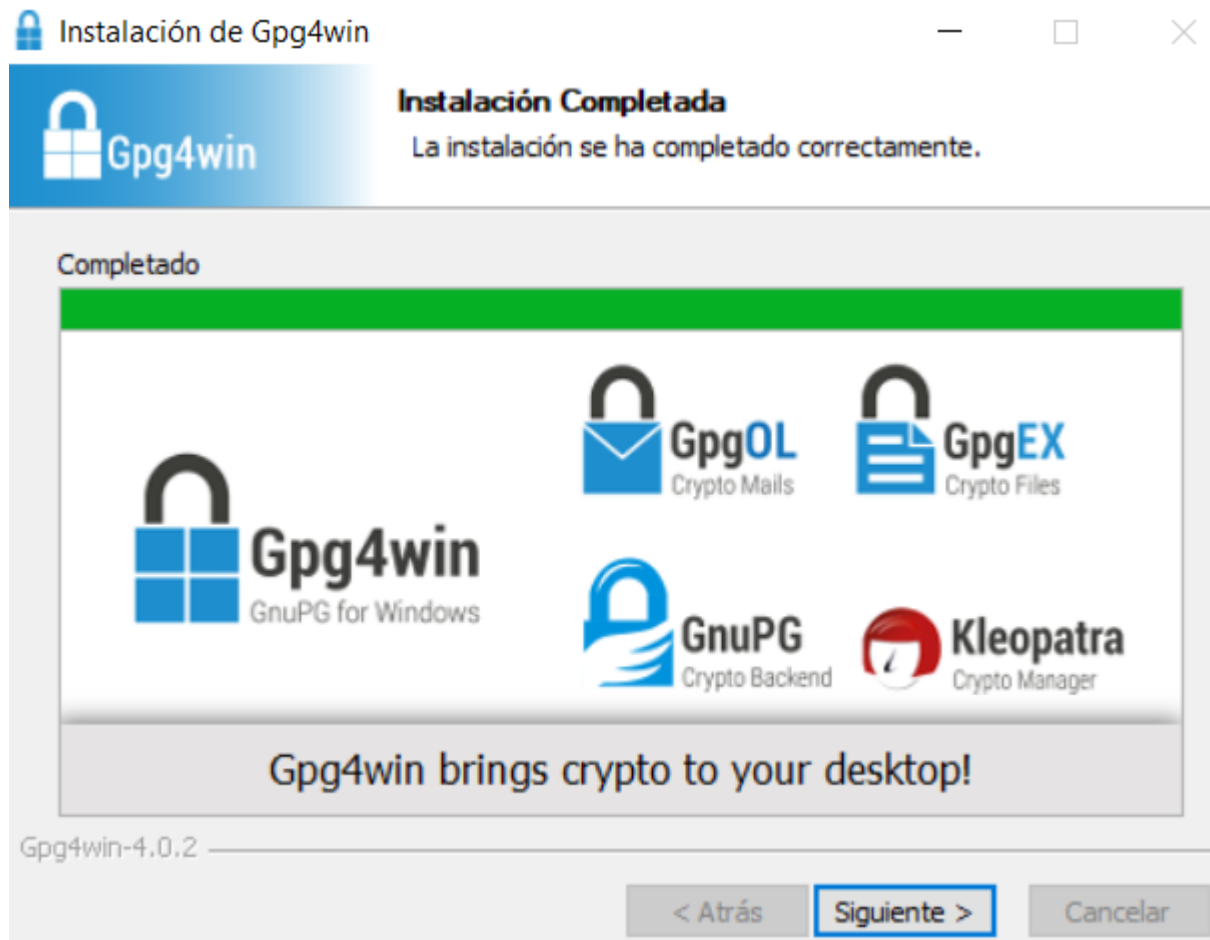 Instalación de Gpg4win
Gpg4win
Instalación Completada
La instalación se ha completado correctamente.
Completado
GpgOL
Crypto Mails
GpgEX
Crypto Files
Gpg4win
GnuPG for Windows
GnuPG
Crypto Backend
Kleopatra
Crypto Manager
Gpg4win brings crypto to your desktop!
Gpg4win-4.0.2
< Atrás
Siguiente >
Cancelar